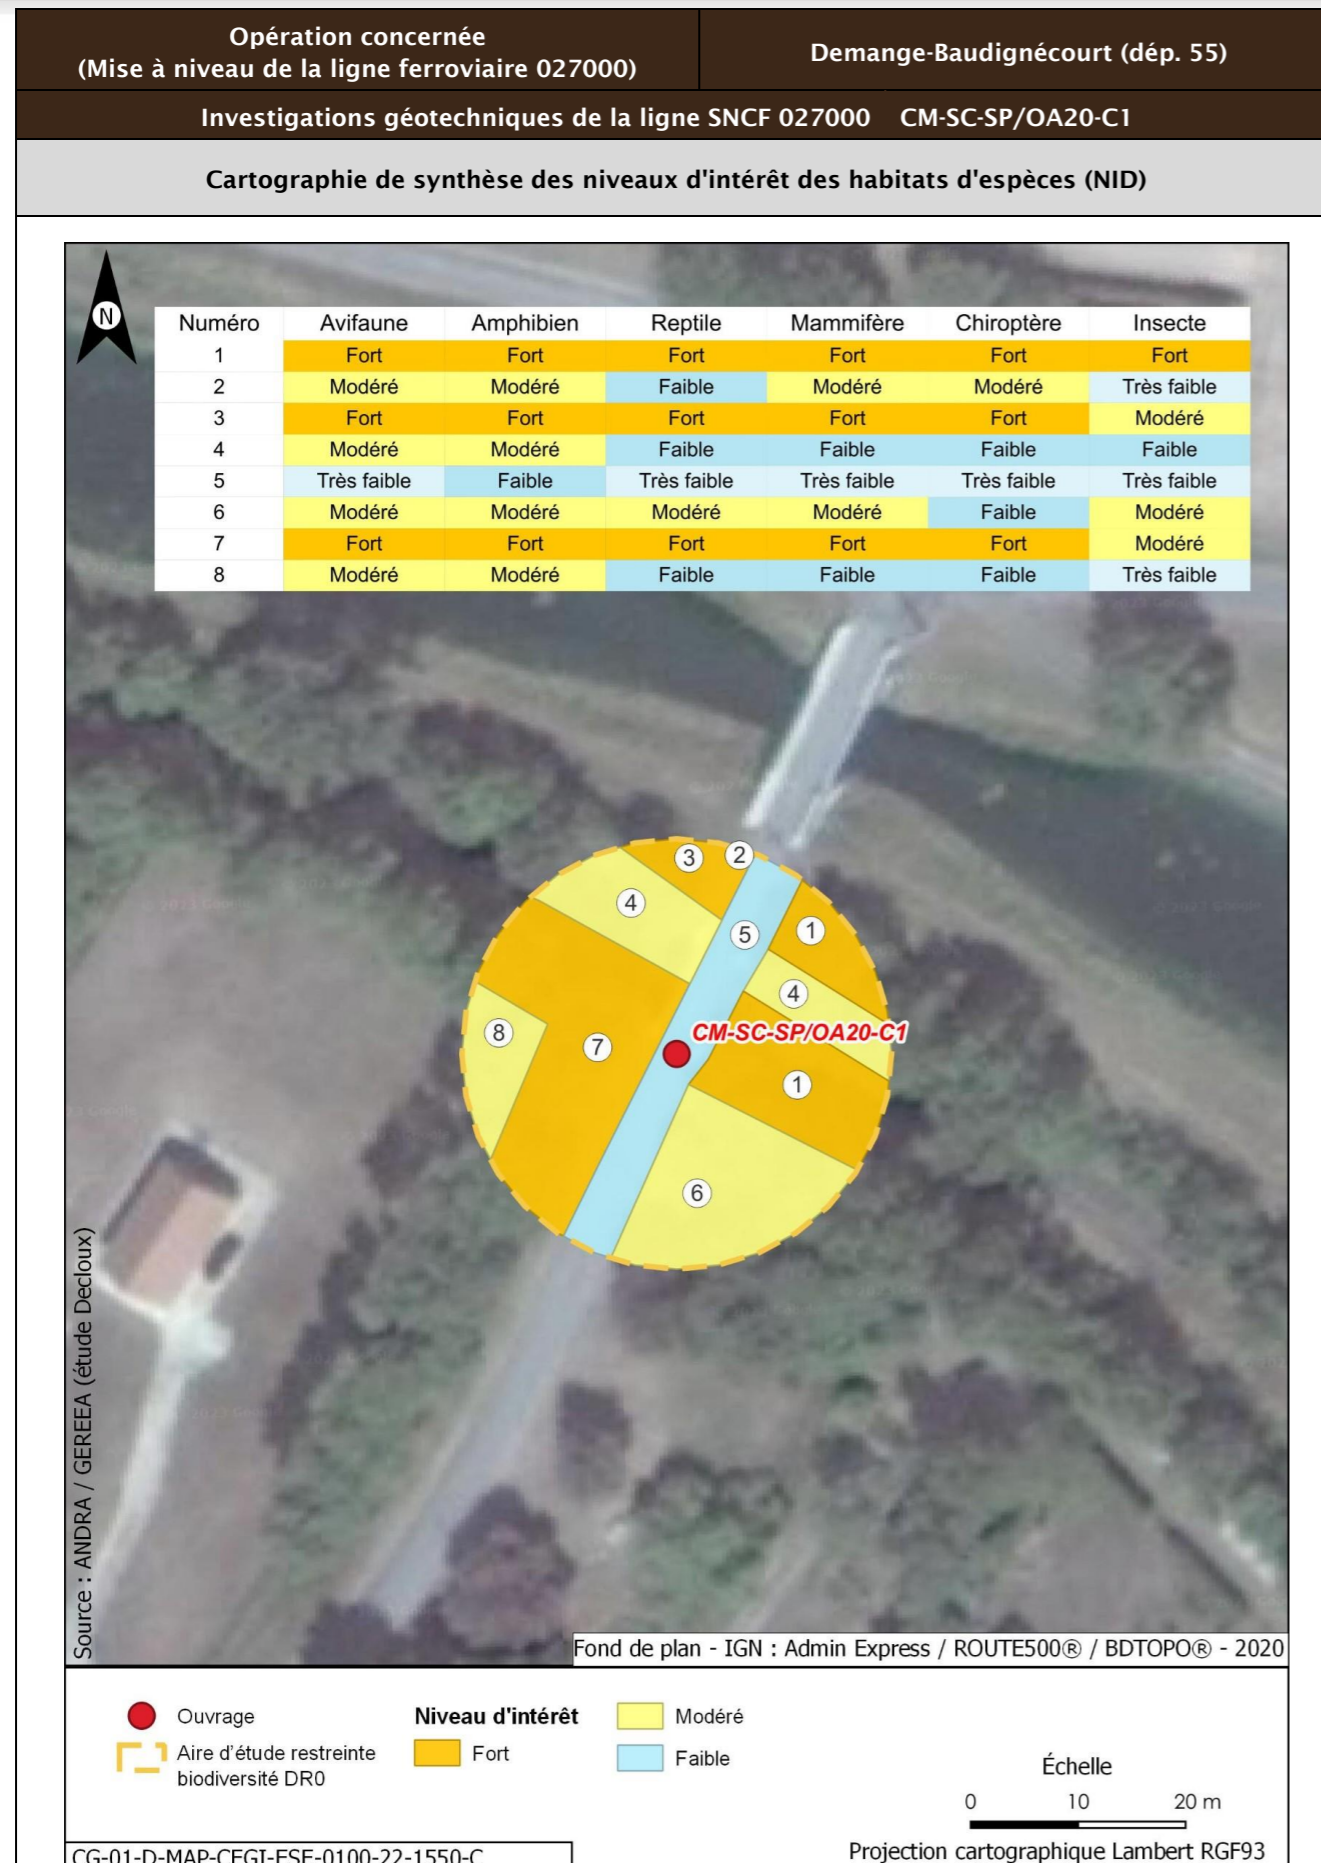 Opération concernée
(Mise à niveau de la ligne ferroviaire 027000)
Demange-Baudignécourt (dép. 55)
Investigations géotechniques de la ligne SNCF 027000 CM-SC-SP/OA20-C1
Cartographie de synthèse des niveaux d'intérêt des habitats d'espèces (NID)
N
Numéro Avifaune Amphibien Reptile Mammifère Chiroptère Insecte
1 Fort Fort Fort Fort Fort Fort
2 Modéré Modéré Faible Modéré Modéré Très faible
3 Fort Fort Fort Fort Fort Modéré
4 Modéré Modéré Faible Faible Faible Faible
5 Très faible Faible Très faible Très faible Très faible Très faible
6 Modéré Modéré Modéré Modéré Faible Modéré
7 Fort Fort Fort Fort Fort Modéré
8 Modéré Modéré Faible Faible Faible Très faible
3
2
4
5
1
4
8
7
CM-SC-SP/OA20-C1
1
6
Source : ANDRA / GEREEA (étude Decloux)
Fond de plan - IGN : Admin Express / ROUTE500® / BDTOPO® - 2020
Ouvrage
Aire d'étude restreinte
biodiversité DR0
Niveau d'intérêt
Fort
Modéré
Faible
Échelle
0 10 20 m
Projection cartographique Lambert RGF93
CG-01-D-MAP-CEGI-ESE-0100-22-1550-C